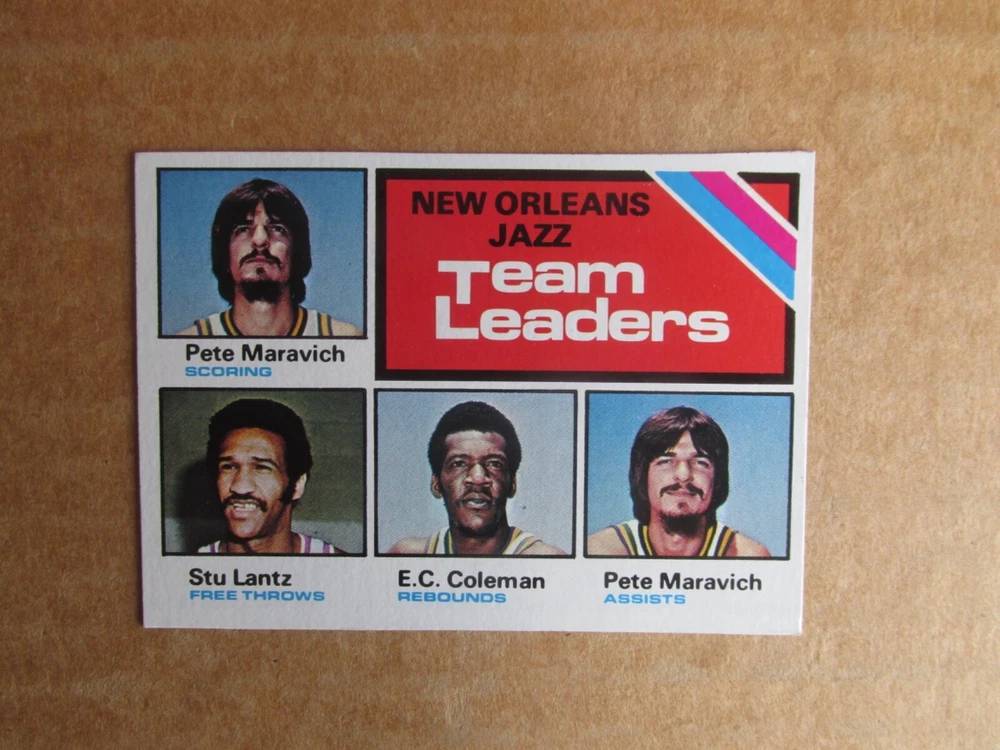 NEW ORLEANS
JAZZ
Team
Leaders
Pete Maravich
SCORING
Stu Lantz
FREE THROWS
E.C. Coleman
REBOUNDS
Pete Maravich
ASSISTS